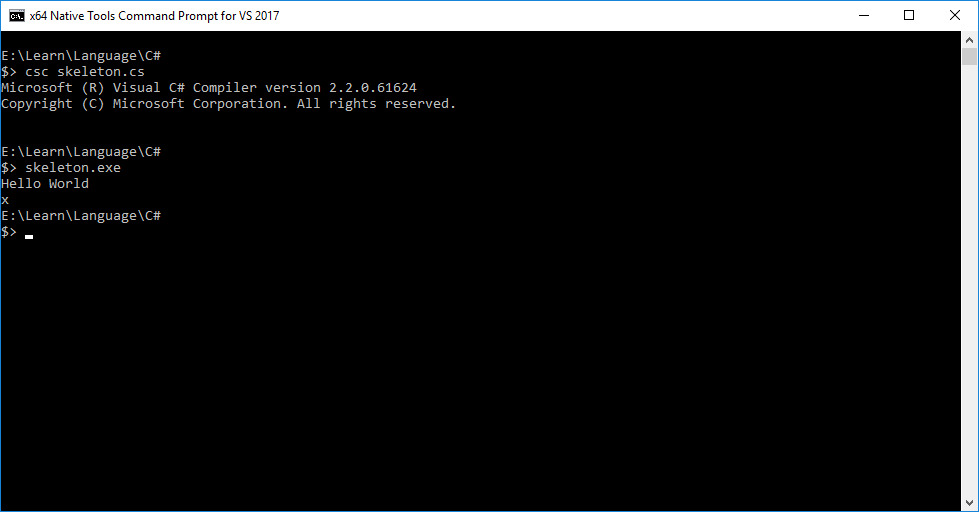 x64 Native Tools Command Prompt for VS 2017
E:\Learn\Language\C#
$> csc skeleton.cs
Microsoft (R) Visual C# Compiler version 2.2.0.61624
Copyright (C) Microsoft Corporation. All rights reserved.
E:\Learn\Language\C#
$> skeleton.exe
Hello World
x
E:\Learn\Language\C#
$>